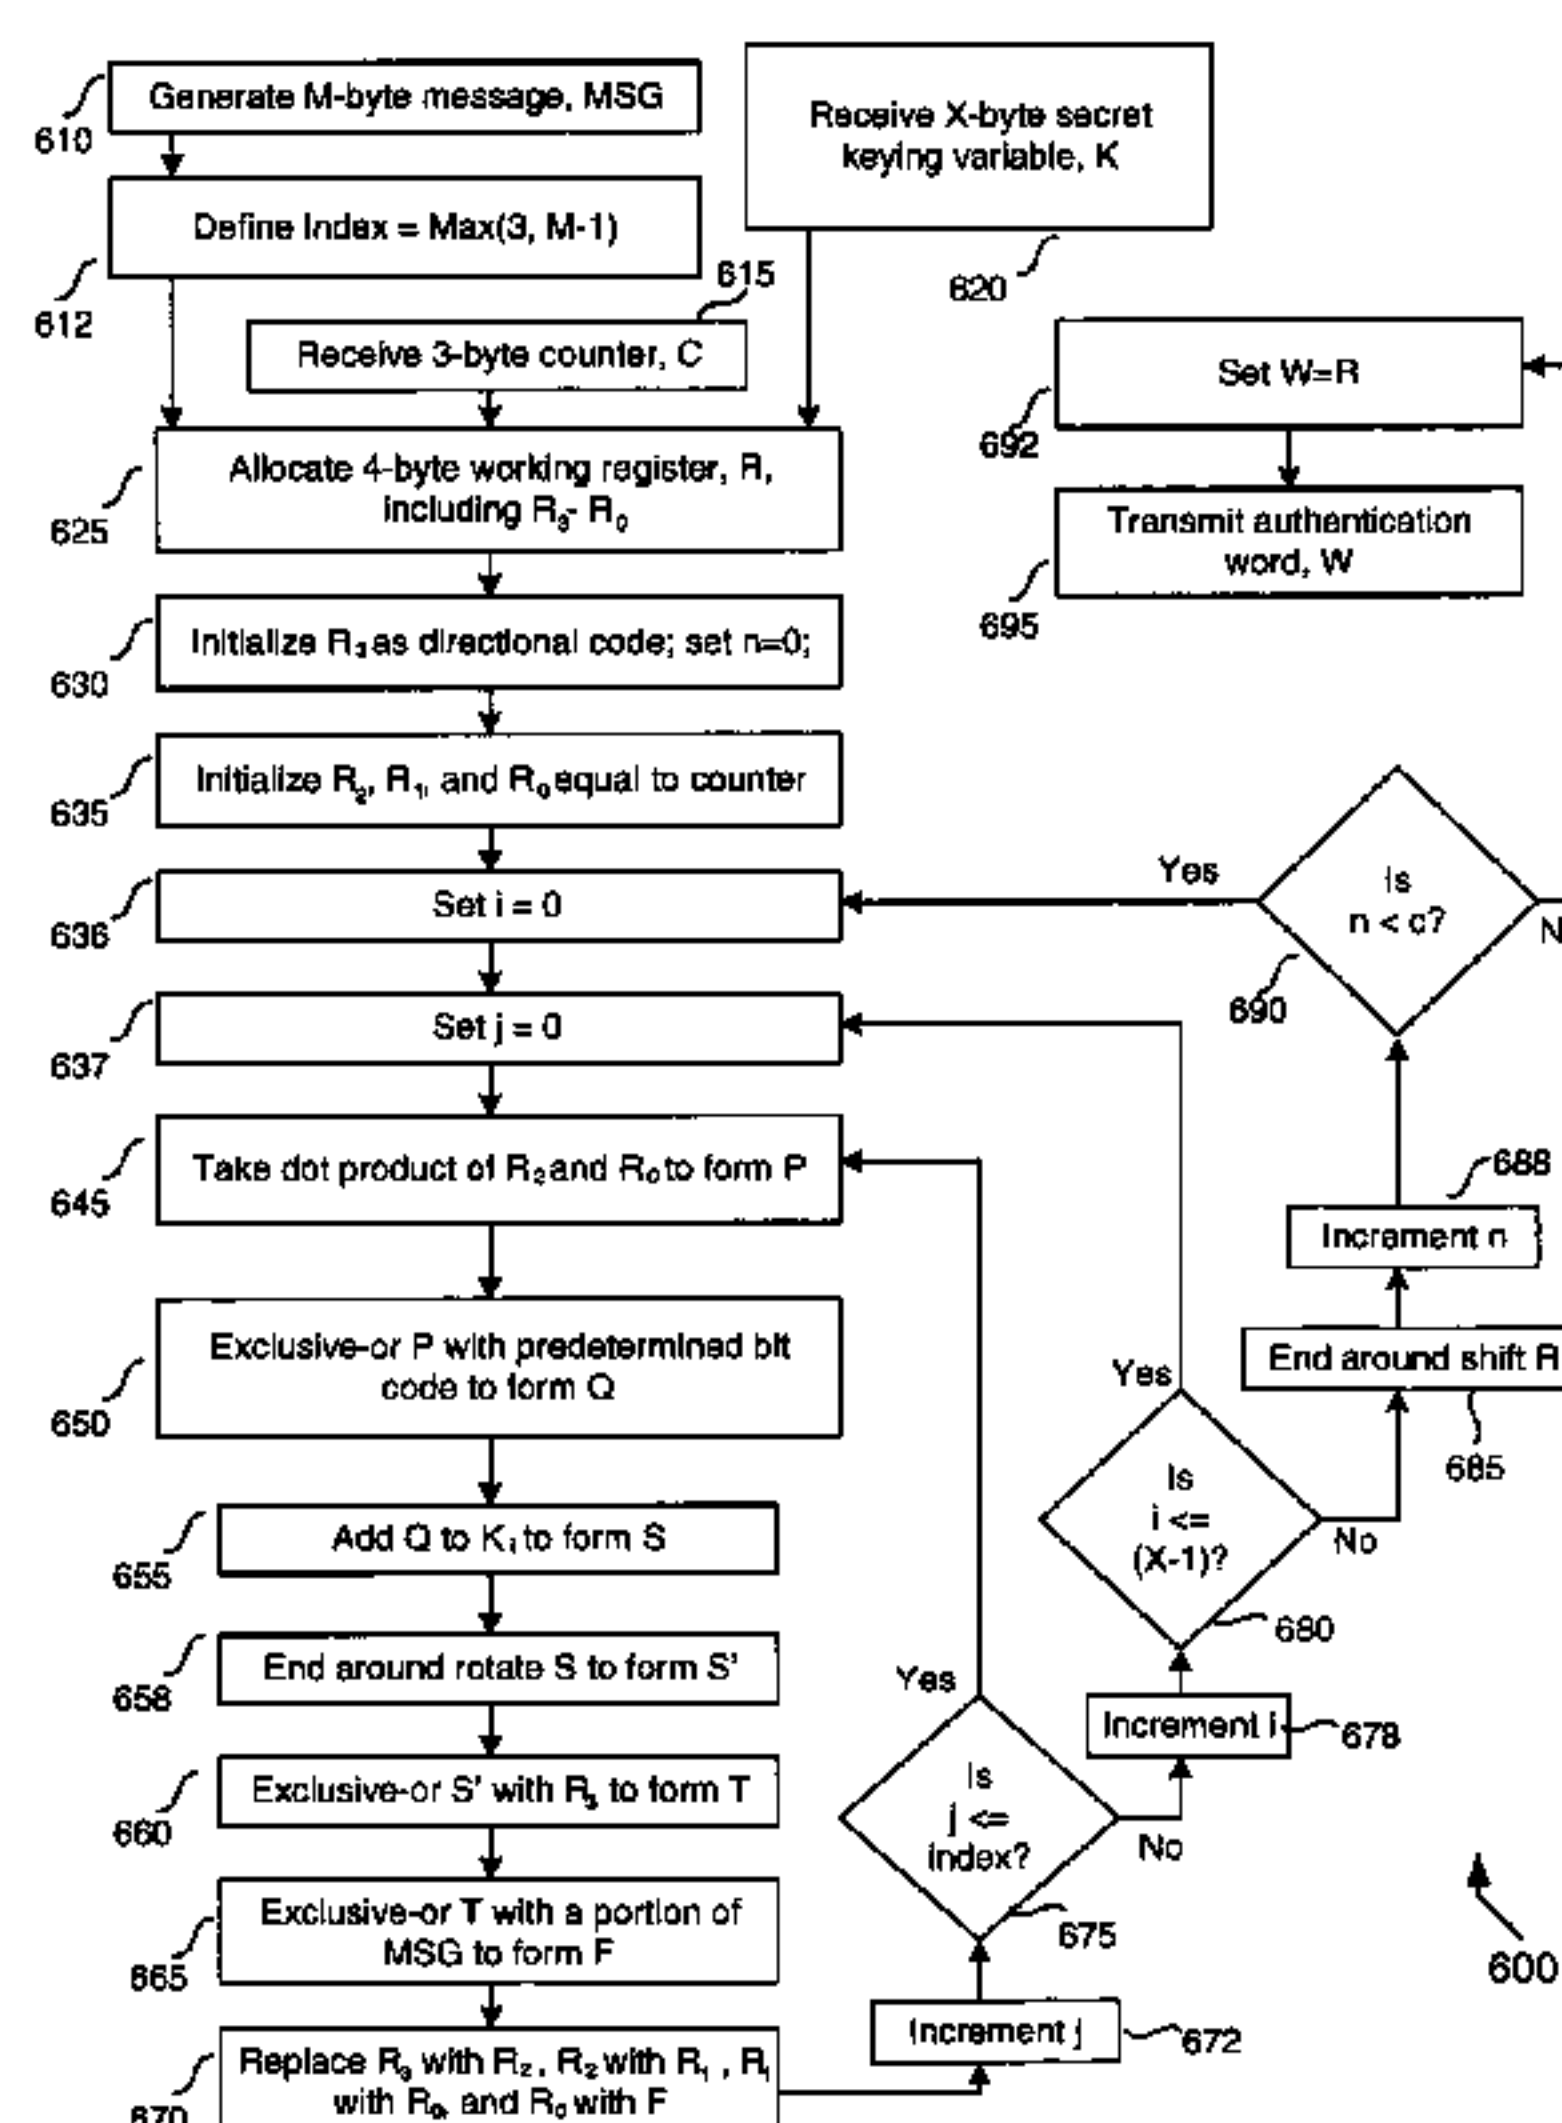 Generate M-byte message, MSG
610
Receive X-byte secret
keying variable, K
620
Define Index = Max(3, M-1)
612
615
Receive 3-byte counter, C
Set W=R
692
Allocate 4-byte working register, R,
including R₃- R₀
625
Transmit authentication
word, W
695
Initialize R₃ as directional code; set n=0;
630
Initialize R₂, R₁, and R₀ equal to counter
635
Set i = 0
636
Yes
Is
n < c?
690
Set j = 0
637
Take dot product of R₂ and R₀ to form P
645
688
Increment n
Exclusive-or P with predetermined bit
code to form Q
650
End around shift R
685
Yes
Is
i <=
(X-1)?
No
680
Add Q to Kᵢ to form S
655
End around rotate S to form S'
658
Increment i
678
Yes
Is
j <=
index?
No
675
Exclusive-or S' with R₃ to form T
660
Exclusive-or T with a portion of
MSG to form F
665
600
Increment j
672
Replace R₃ with R₂, R₂ with R₁, R₁
with R₀, and R₀ with F
670